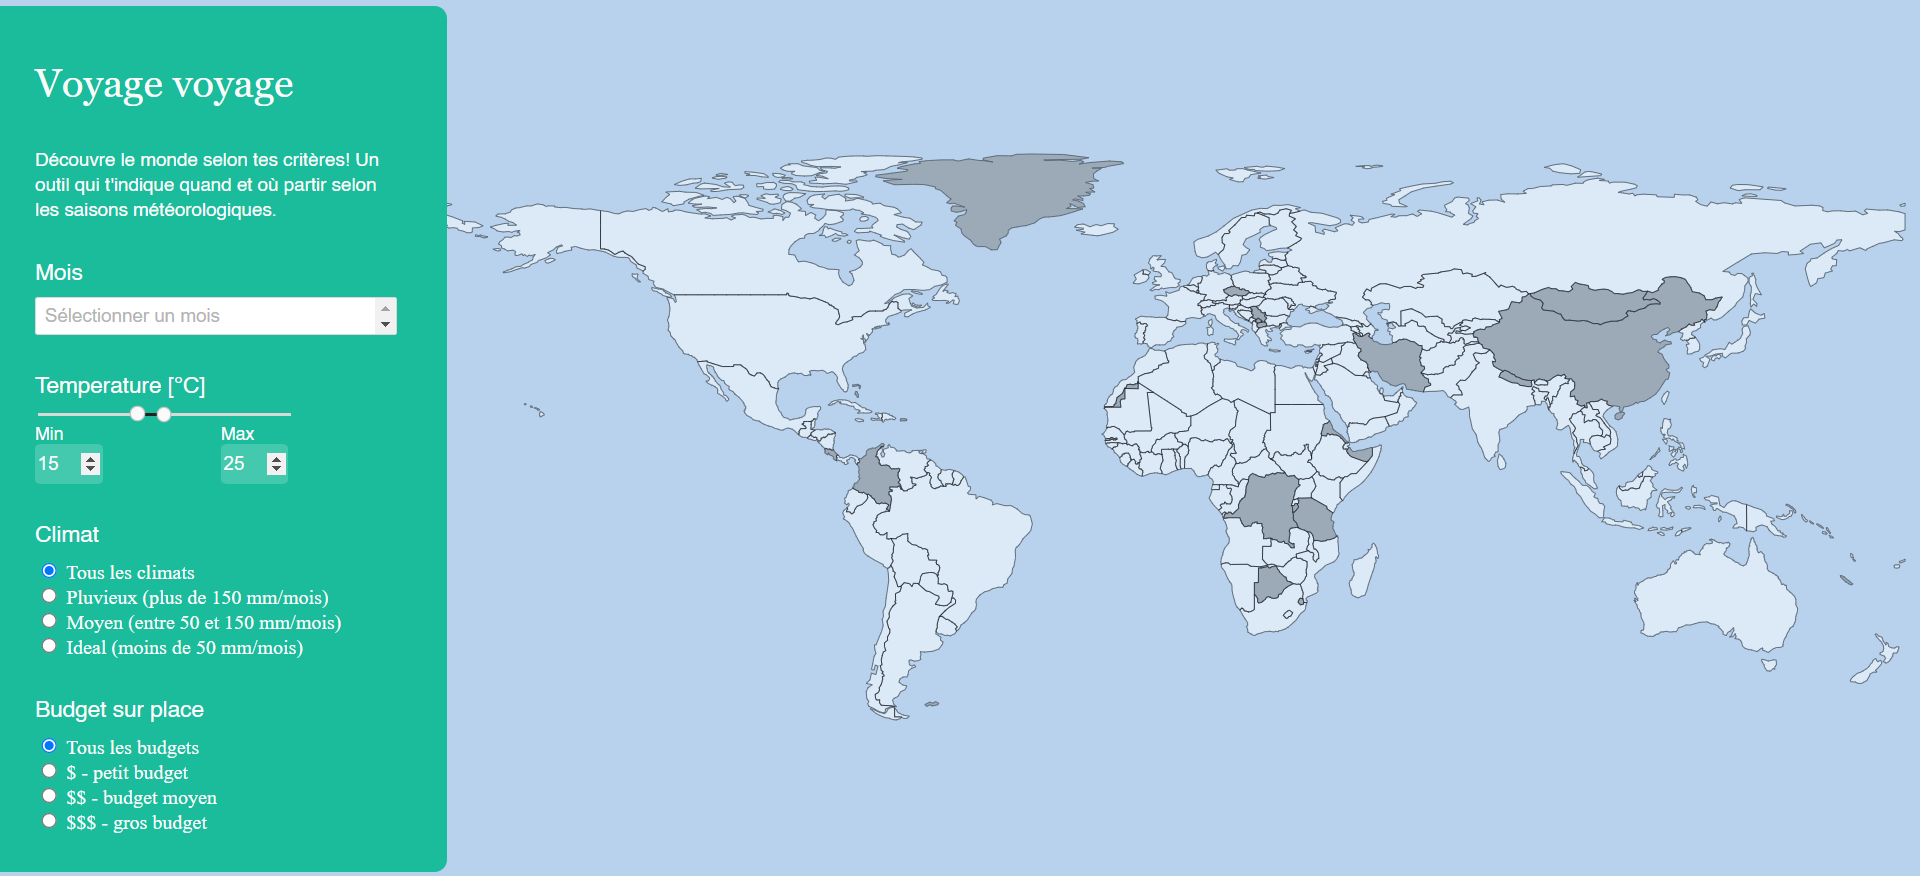 Voyage voyage
Découvre le monde selon tes critères! Un
outil qui t'indique quand et où partir selon
les saisons météorologiques.
Mois
Sélectionner un mois
Temperature [°C]
Min Max
15 25
Climat
Tous les climats
Pluvieux (plus de 150 mm/mois)
Moyen (entre 50 et 150 mm/mois)
Ideal (moins de 50 mm/mois)
Budget sur place
Tous les budgets
$ - petit budget
$$ - budget moyen
$$$ - gros budget